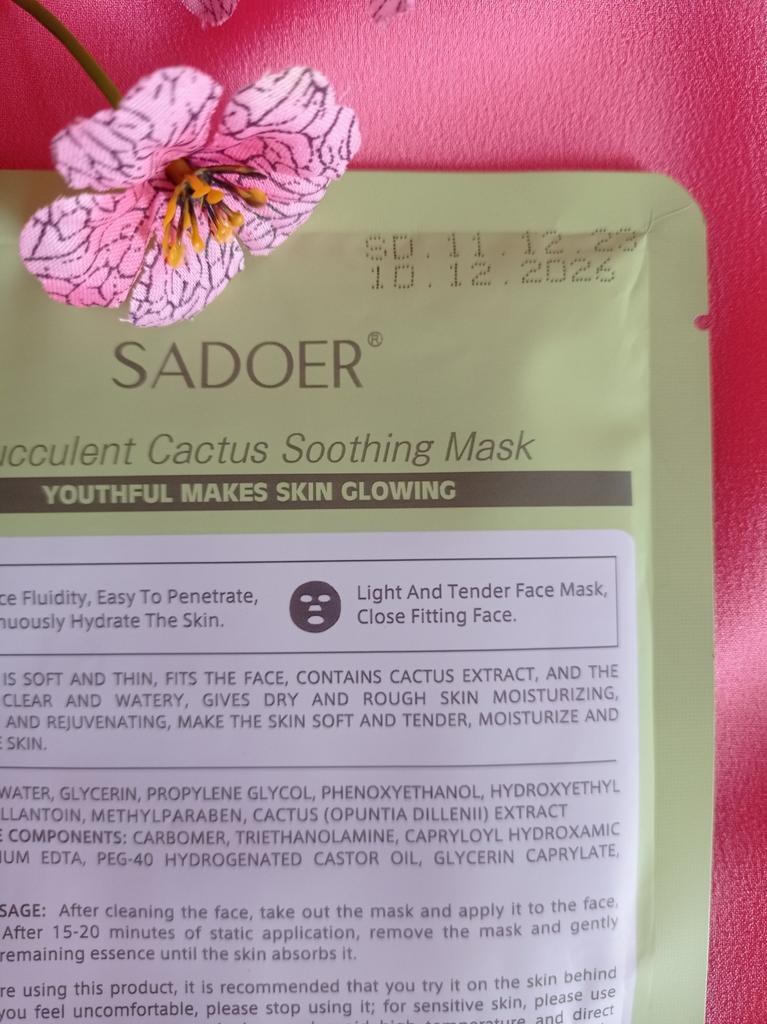 SD.11.12.23
10.12.2026
SADOER®
ucculent Cactus Soothing Mask
YOUTHFUL MAKES SKIN GLOWING
ce Fluidity, Easy To Penetrate,
nuously Hydrate The Skin.
Light And Tender Face Mask,
Close Fitting Face.
IS SOFT AND THIN, FITS THE FACE, CONTAINS CACTUS EXTRACT, AND THE
CLEAR AND WATERY, GIVES DRY AND ROUGH SKIN MOISTURIZING,
AND REJUVENATING, MAKE THE SKIN SOFT AND TENDER, MOISTURIZE AND
SKIN.
WATER, GLYCERIN, PROPYLENE GLYCOL, PHENOXYETHANOL, HYDROXYETHYL
LLANTOIN, METHYLPARABEN, CACTUS (OPUNTIA DILLENII) EXTRACT
E COMPONENTS: CARBOMER, TRIETHANOLAMINE, CAPRYLOYL HYDROXAMIC
IUM EDTA, PEG-40 HYDROGENATED CASTOR OIL, GLYCERIN CAPRYLATE,
SAGE: After cleaning the face, take out the mask and apply it to the face.
After 15-20 minutes of static application, remove the mask and gently
remaining essence until the skin absorbs it.
re using this product, it is recommended that you try it on the skin behind
you feel uncomfortable, please stop using it; for sensitive skin, please use
high temperature and direct